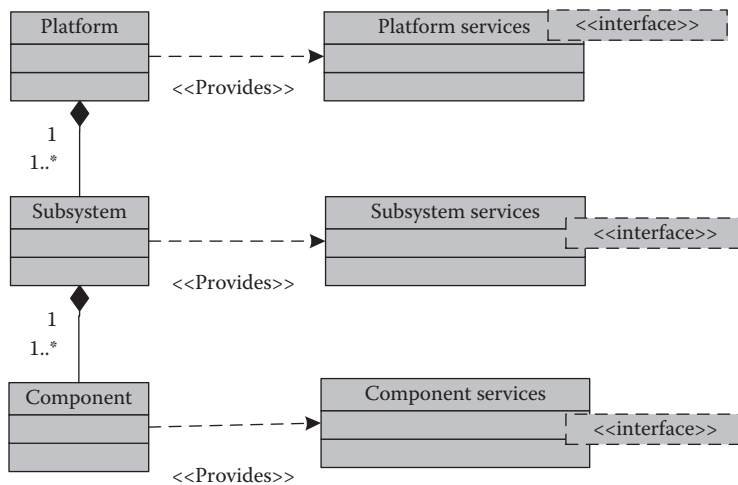 Platform
Platform services
<<interface>>
<<Provides>>
1
1..*
Subsystem
Subsystem services
<<interface>>
<<Provides>>
1
1..*
Component
Component services
<<interface>>
<<Provides>>